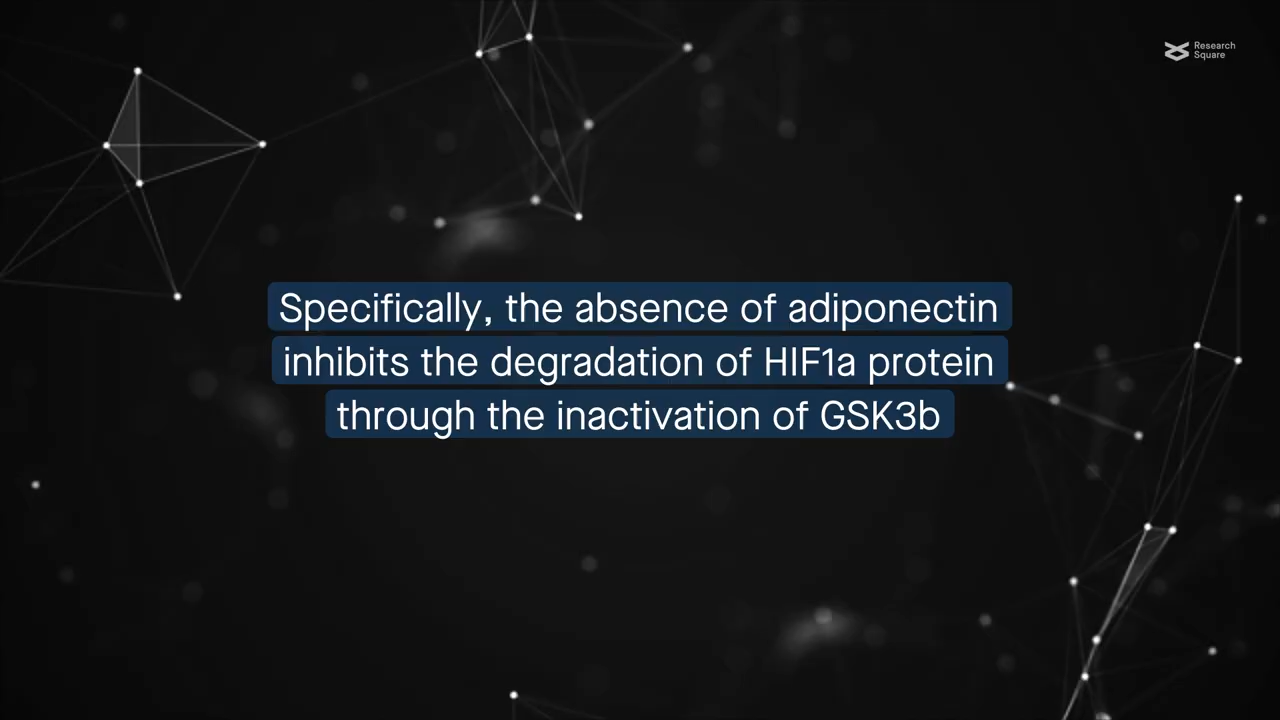 Research
Square
Specifically, the absence of adiponectin
inhibits the degradation of HIF1a protein
through the inactivation of GSK3b